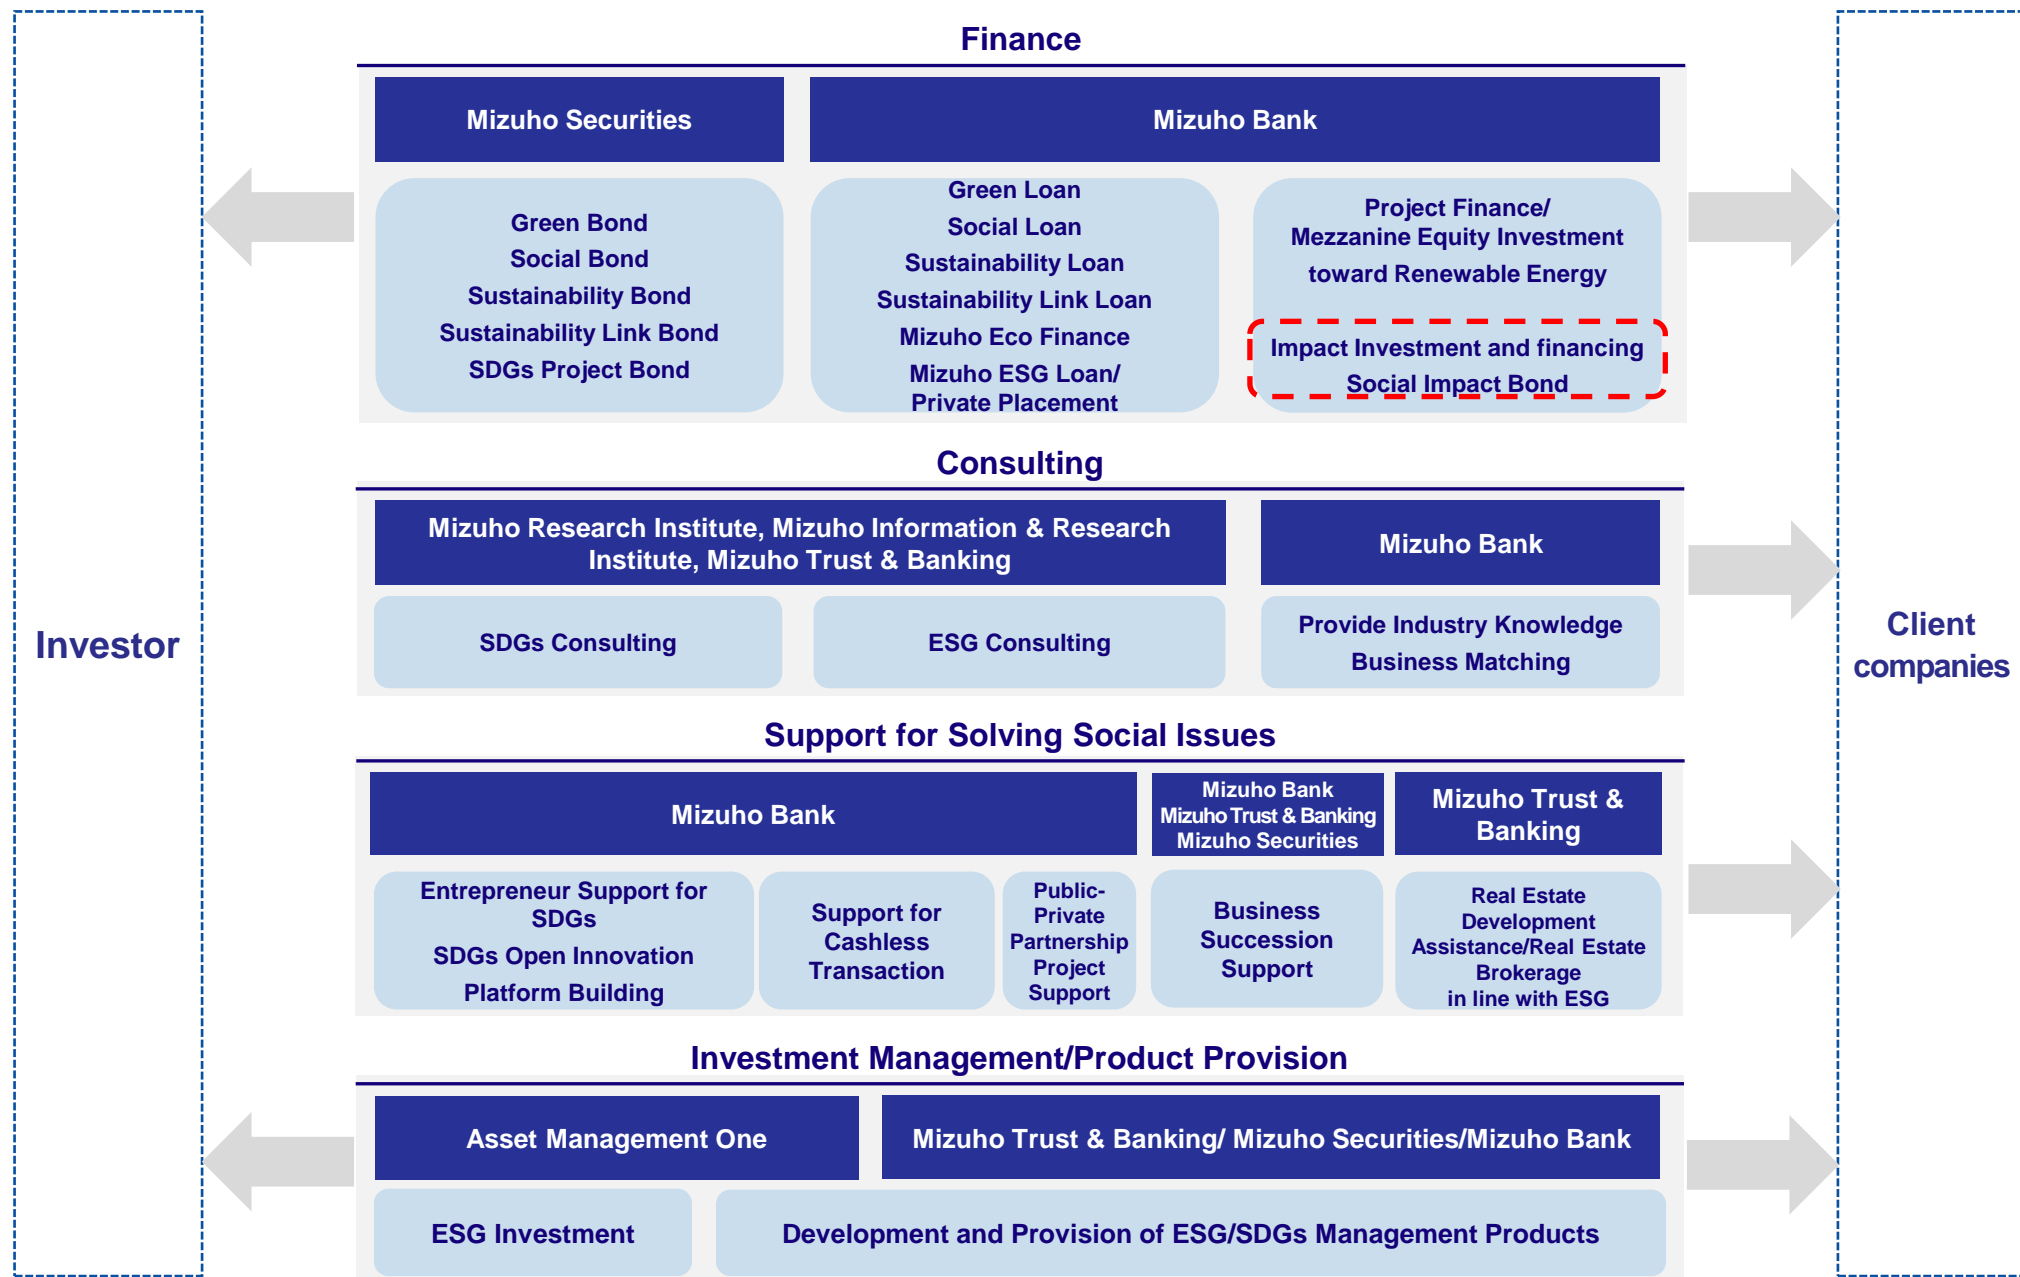 Investor
Finance
Mizuho Securities
Green Bond
Social Bond
Sustainability Bond
Sustainability Link Bond
SDGs Project Bond
Mizuho Bank
Green Loan
Social Loan
Sustainability Loan
Sustainability Link Loan
Mizuho Eco Finance
Mizuho ESG Loan/
Private Placement
Project Finance/
Mezzanine Equity Investment
toward Renewable Energy
Impact Investment and financing
Social Impact Bond
Consulting
Mizuho Research Institute, Mizuho Information & Research
Institute, Mizuho Trust & Banking
SDGs Consulting
ESG Consulting
Mizuho Bank
Provide Industry Knowledge
Business Matching
Support for Solving Social Issues
Mizuho Bank
Entrepreneur Support for
SDGs
SDGs Open Innovation
Platform Building
Support for
Cashless
Transaction
Public-
Private
Partnership
Project
Support
Mizuho Bank
Mizuho Trust & Banking
Mizuho Securities
Business
Succession
Support
Mizuho Trust &
Banking
Real Estate
Development
Assistance/Real Estate
Brokerage
in line with ESG
Investment Management/Product Provision
Asset Management One
ESG Investment
Mizuho Trust & Banking/ Mizuho Securities/Mizuho Bank
Development and Provision of ESG/SDGs Management Products
Client
companies